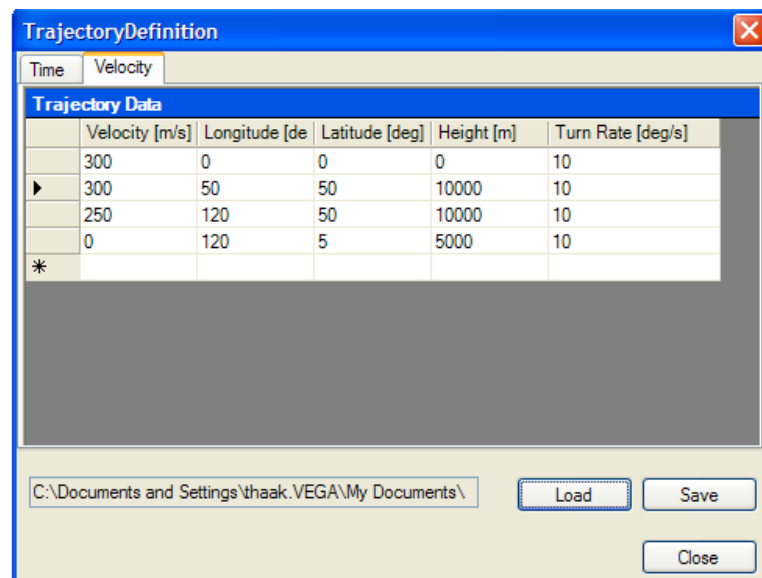 TrajectoryDefinition
Time Velocity
Trajectory Data
Velocity [m/s] Longitude [de Latitude [deg] Height [m] Turn Rate [deg/s]
300 0 0 0 10
300 50 50 10000 10
250 120 50 10000 10
0 120 5 5000 10
C:\Documents and Settings\thaak.VEGA\My Documents\ Load Save
Close